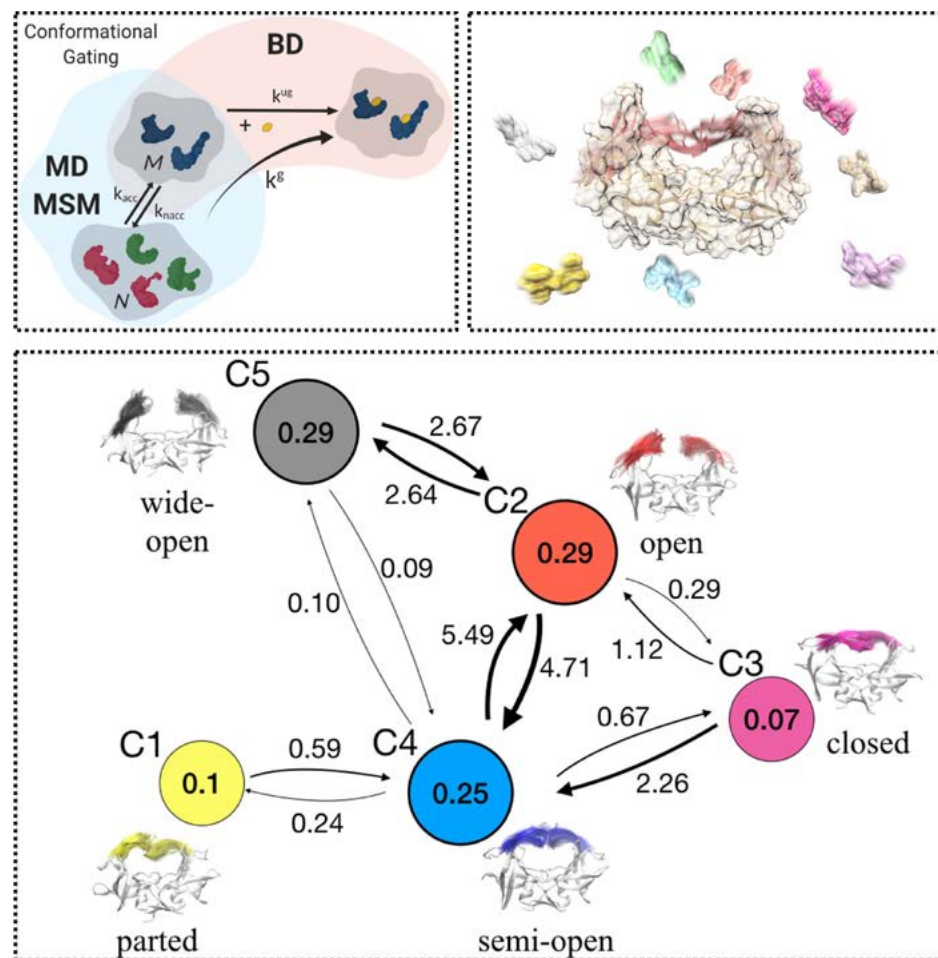 Conformational
Gating
BD
k^ug
+
M
MD
MSM
k_acc
k_nacc
k^g
N
C5
0.29
2.67
2.64
C2
wide-
open
0.29
open
0.09
0.10
0.29
1.12
5.49
4.71
C3
0.07
closed
C1
0.59
C4
0.67
0.1
0.25
2.26
0.24
parted
semi-open